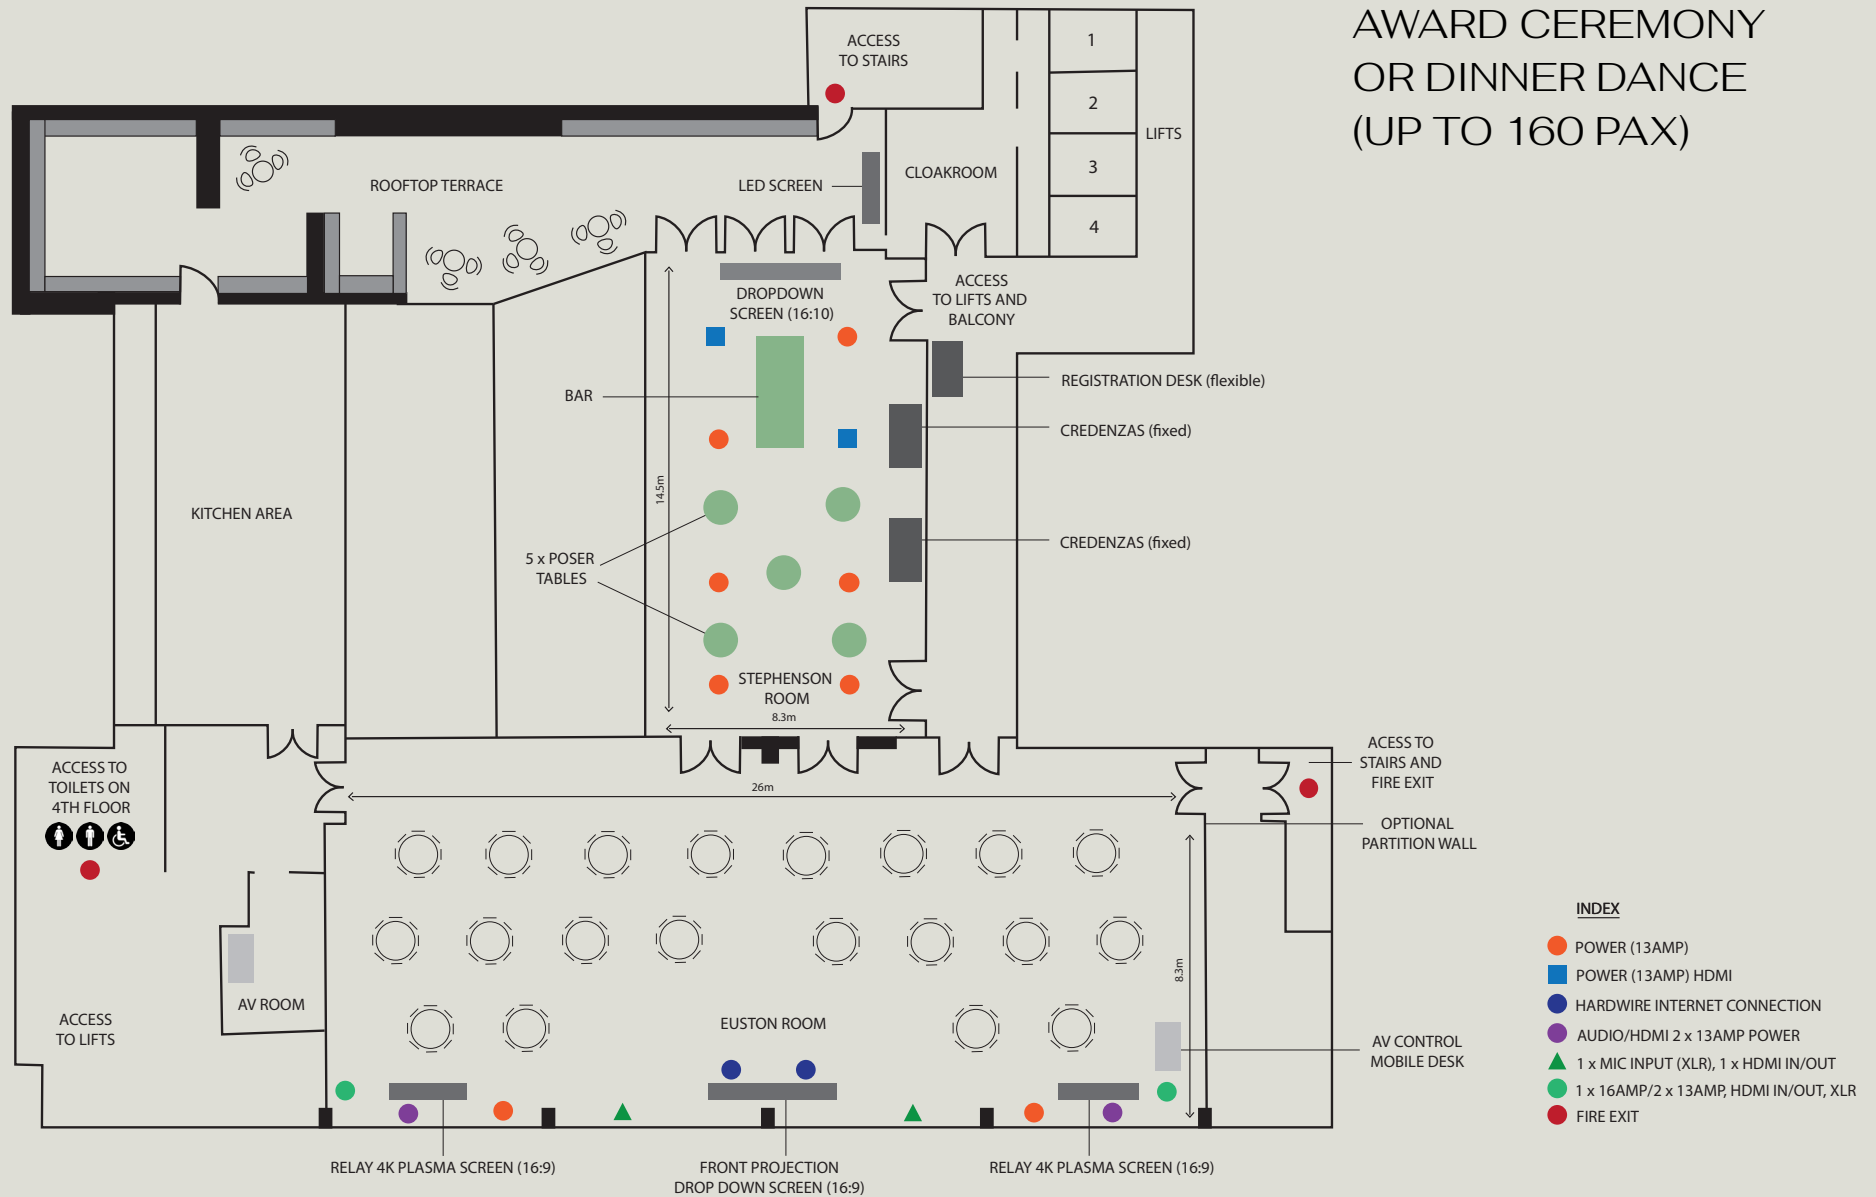 AWARD CEREMONY
OR DINNER DANCE
(UP TO 160 PAX)
ACCESS
TO STAIRS
1
2
3
4
LIFTS
CLOAKROOM
LED SCREEN
ROOFTOP TERRACE
DROPDOWN
SCREEN (16:10)
ACCESS
TO LIFTS AND
BALCONY
BAR
REGISTRATION DESK (flexible)
CREDENZAS (fixed)
CREDENZAS (fixed)
14.5m
KITCHEN AREA
5 x POSER
TABLES
STEPHENSON
ROOM
8.3m
ACCESS TO
TOILETS ON
4TH FLOOR
26m
ACESS TO
STAIRS AND
FIRE EXIT
OPTIONAL
PARTITION WALL
8.3m
AV ROOM
ACCESS
TO LIFTS
EUSTON ROOM
AV CONTROL
MOBILE DESK
RELAY 4K PLASMA SCREEN (16:9)
FRONT PROJECTION
DROP DOWN SCREEN (16:9)
RELAY 4K PLASMA SCREEN (16:9)
INDEX
POWER (13AMP)
POWER (13AMP) HDMI
HARDWIRE INTERNET CONNECTION
AUDIO/HDMI 2 x 13AMP POWER
1 x MIC INPUT (XLR), 1 x HDMI IN/OUT
1 x 16AMP/2 x 13AMP, HDMI IN/OUT, XLR
FIRE EXIT